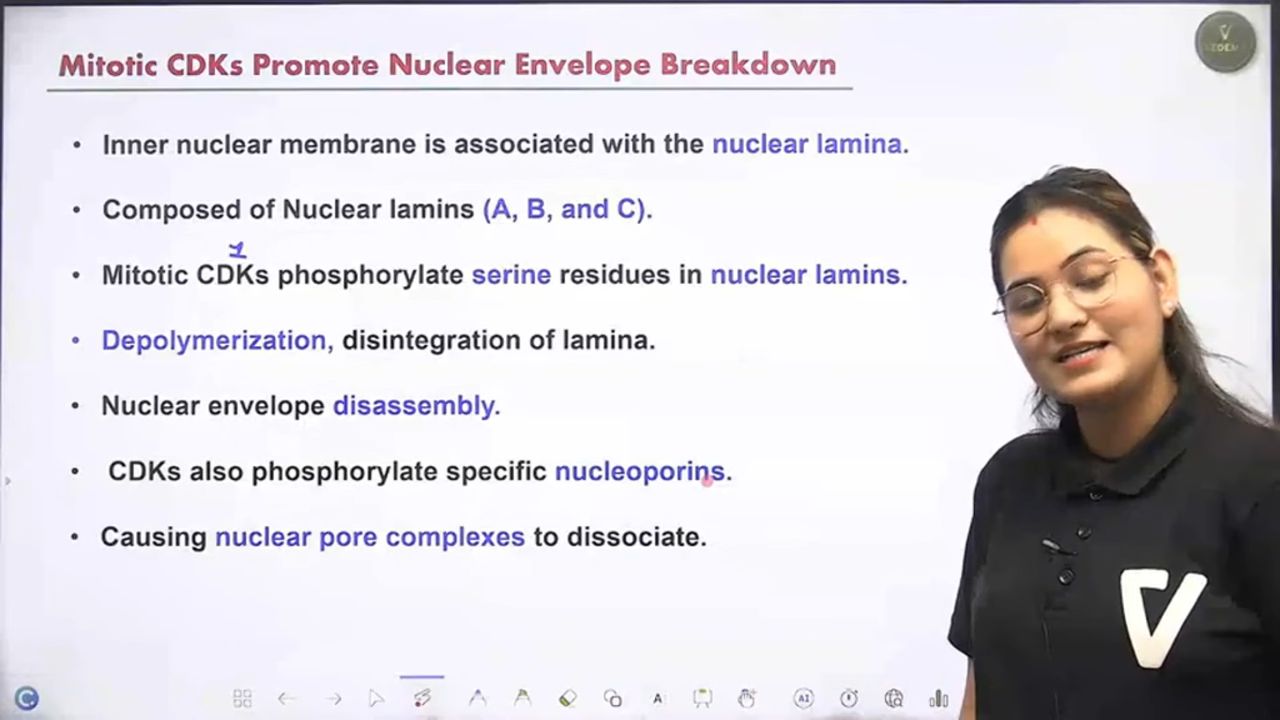 Mitotic CDKs Promote Nuclear Envelope Breakdown
• Inner nuclear membrane is associated with the nuclear lamina.
• Composed of Nuclear lamins (A, B, and C).
1
• Mitotic CDKs phosphorylate serine residues in nuclear lamins.
• Depolymerization, disintegration of lamina.
• Nuclear envelope disassembly.
• CDKs also phosphorylate specific nucleoporins.
• Causing nuclear pore complexes to dissociate.
A
AI